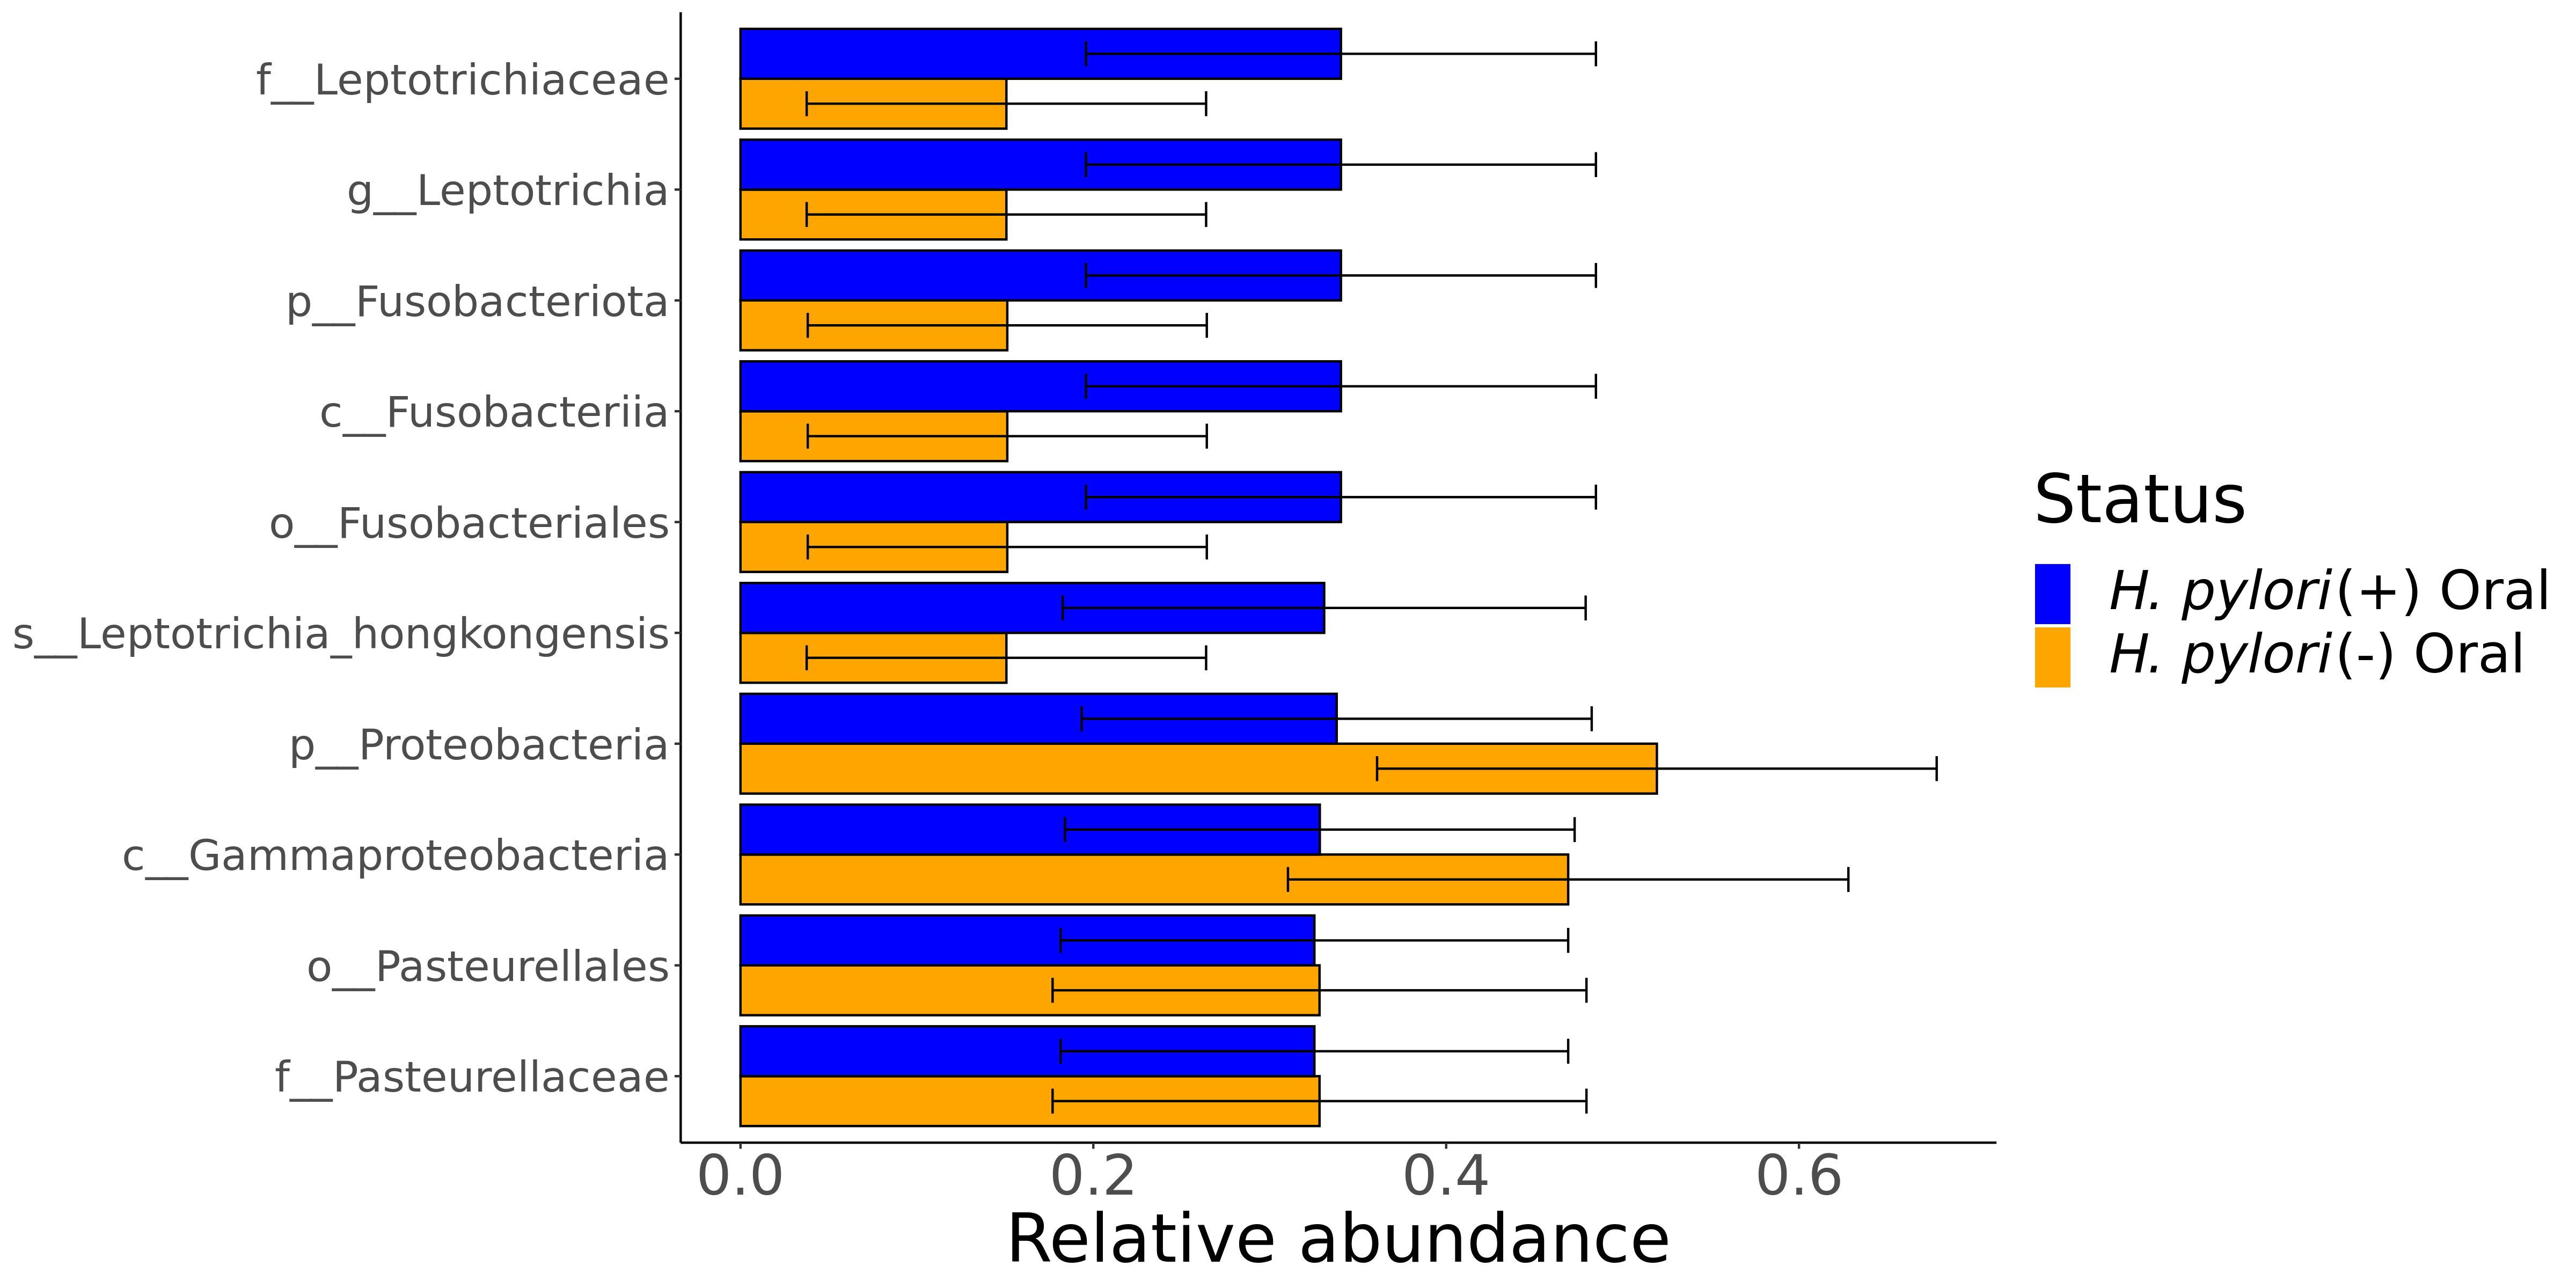 f__Leptotrichiaceae
g__Leptotrichia
p__Fusobacteriota
c__Fusobacteriia
o__Fusobacteriales
s__Leptotrichia_hongkongensis
p__Proteobacteria
c__Gammaproteobacteria
o__Pasteurellales
f__Pasteurellaceae
0.0 0.2 0.4 0.6
Relative abundance
Status
H. pylori(+) Oral
H. pylori(-) Oral